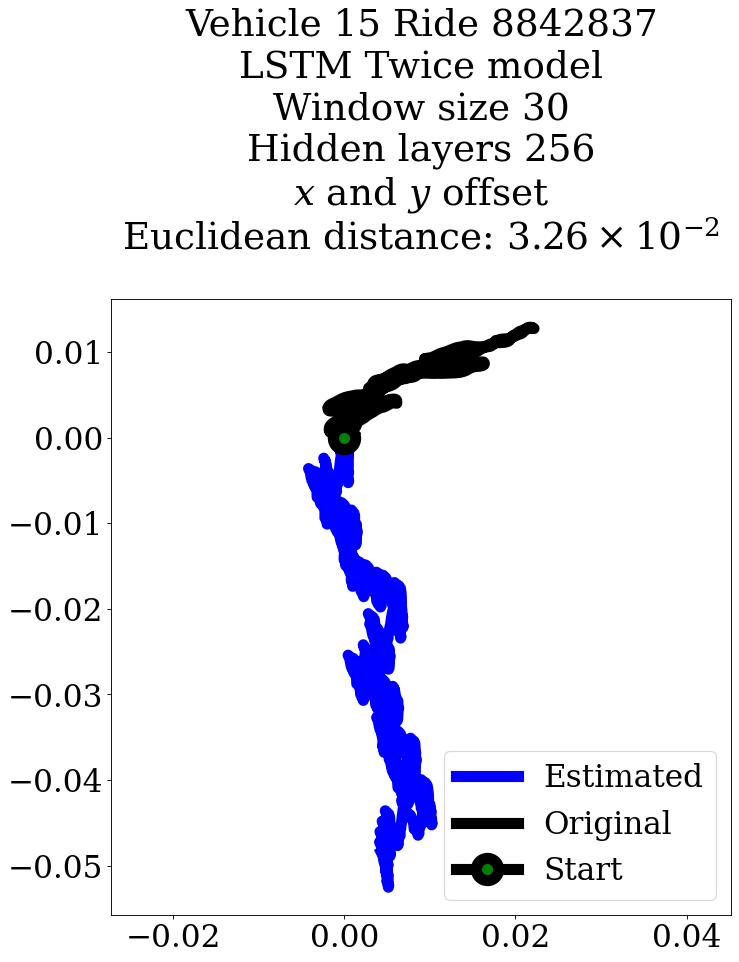 Vehicle 15 Ride 8842837
LSTM Twice model
Window size 30
Hidden layers 256
x and y offset
Euclidean distance: 3.26 × 10⁻²
0.01
0.00
−0.01
−0.02
−0.03
−0.04
−0.05
Estimated
Original
Start
−0.02 0.00 0.02 0.04